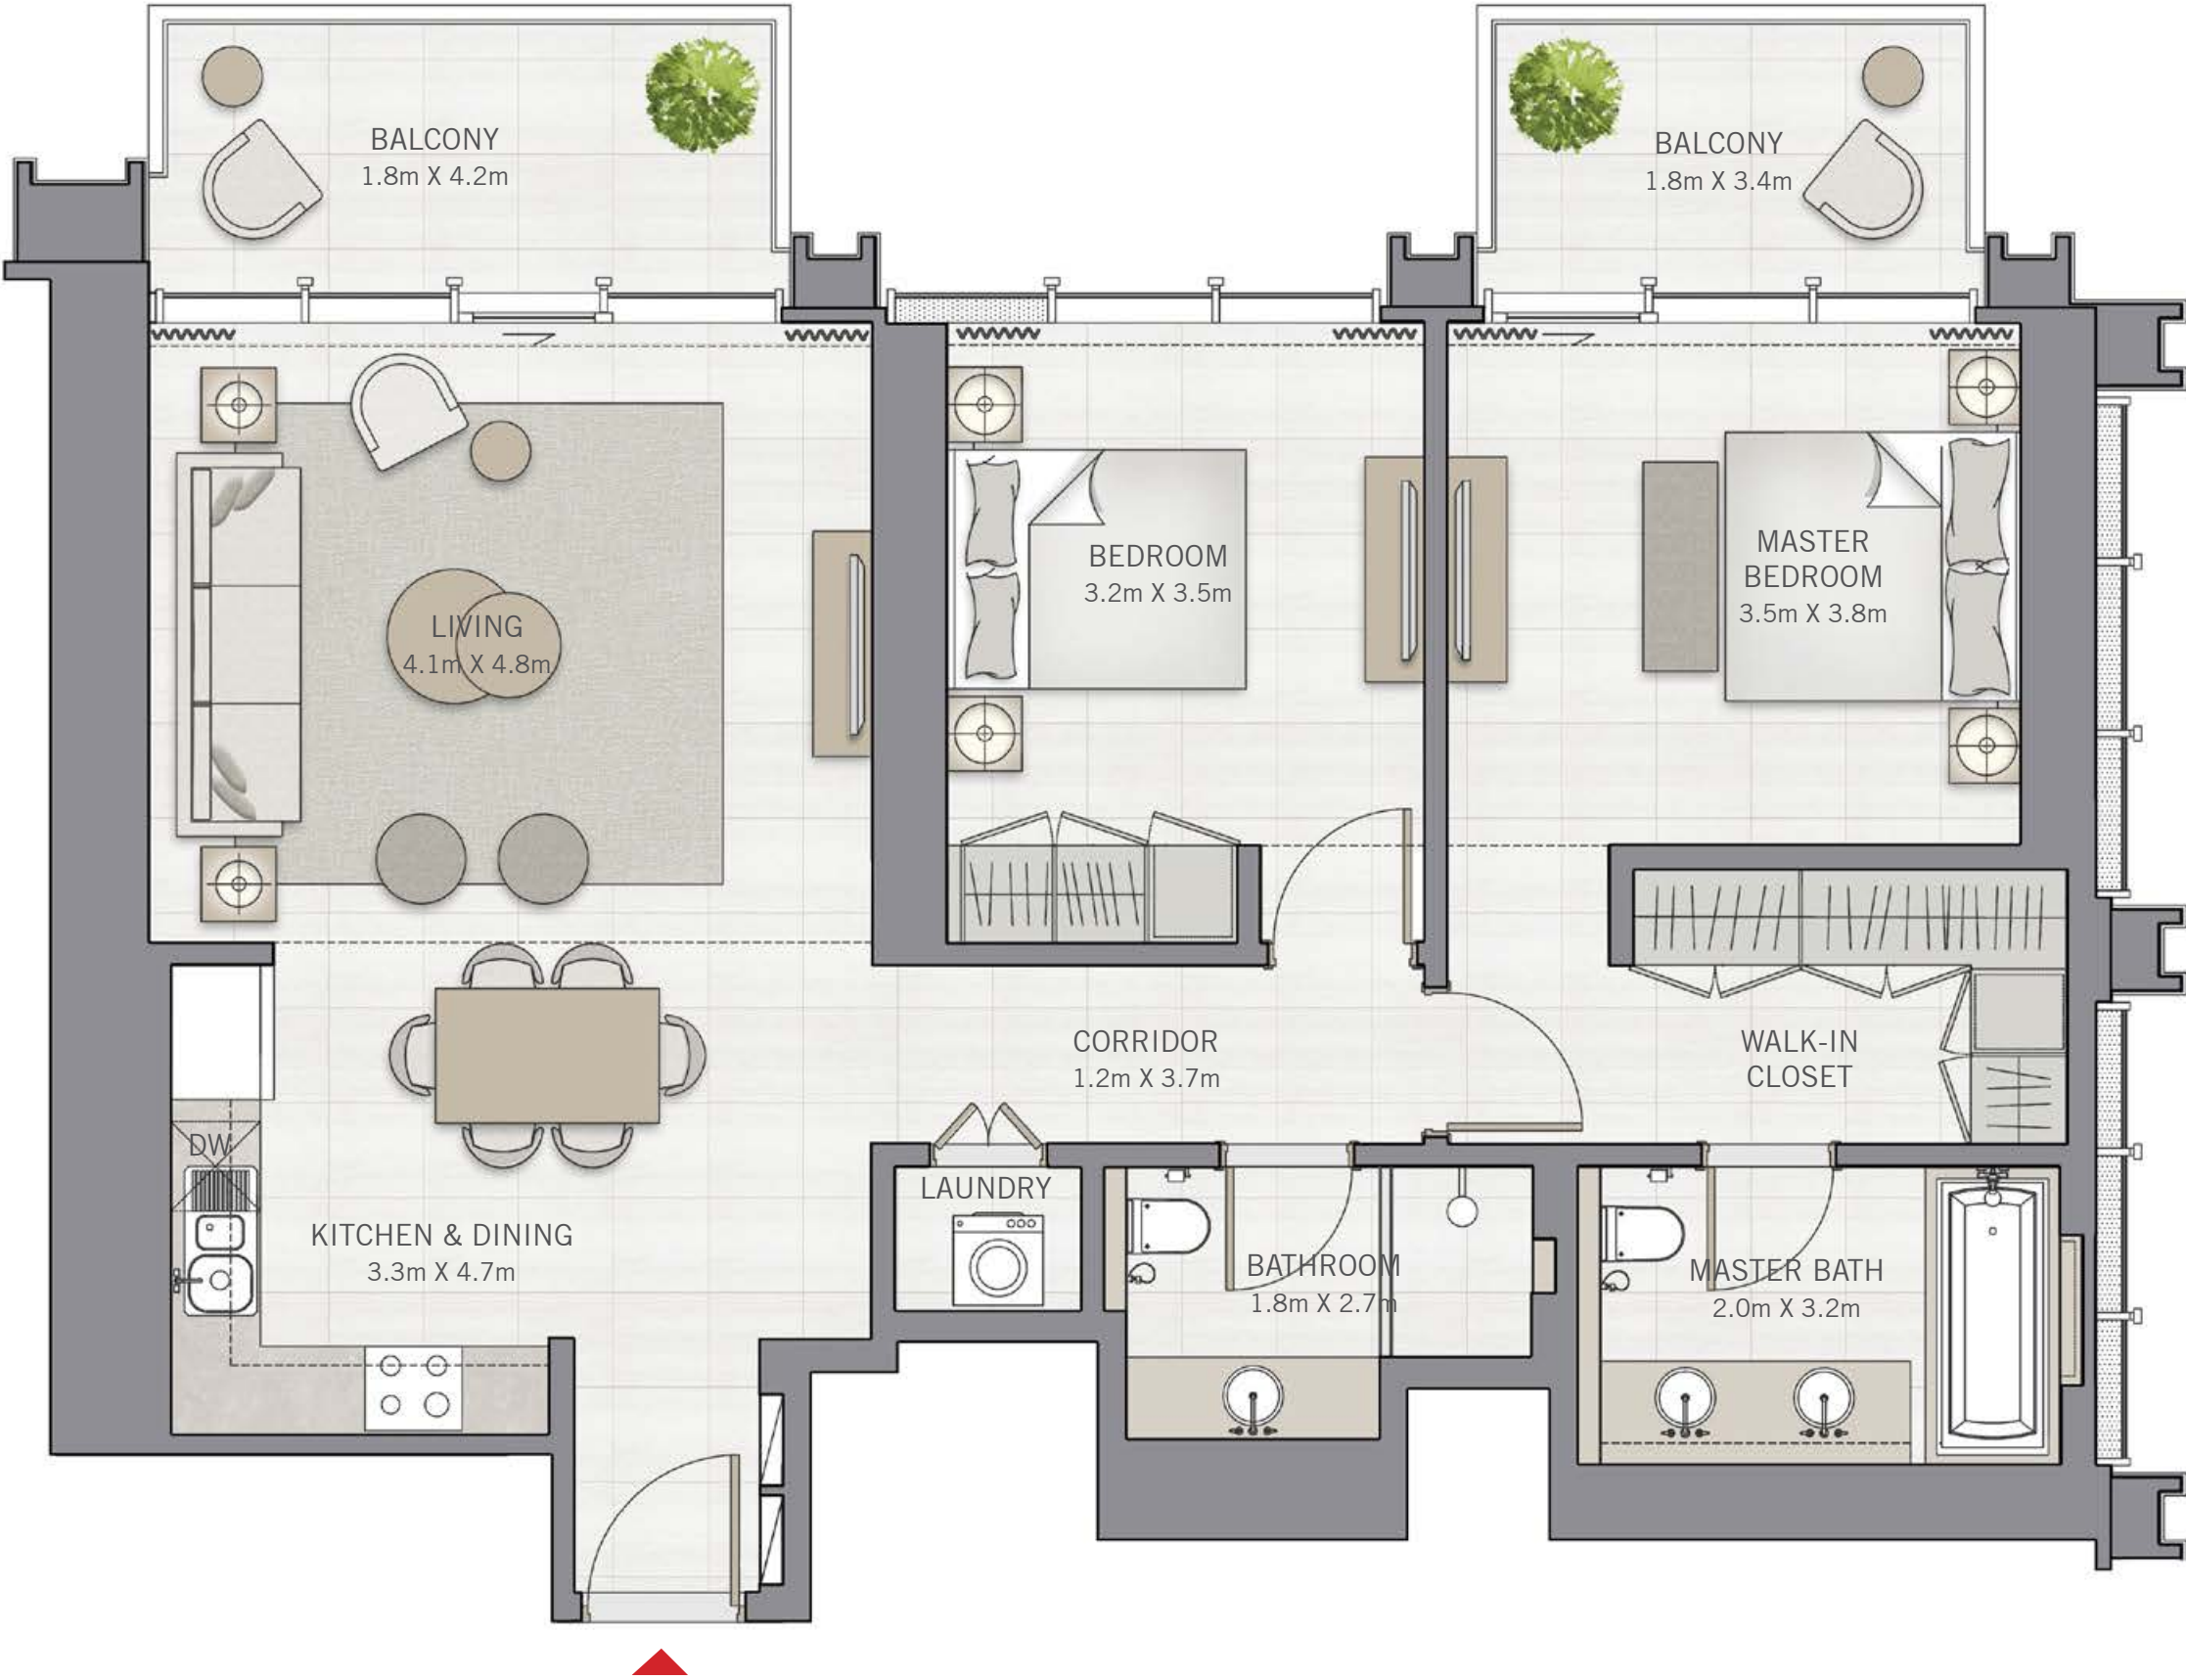 BALCONY
1.8m X 4.2m
BALCONY
1.8m X 3.4m
LIVING
4.1m X 4.8m
BEDROOM
3.2m X 3.5m
MASTER
BEDROOM
3.5m X 3.8m
CORRIDOR
1.2m X 3.7m
WALK-IN
CLOSET
DW
KITCHEN & DINING
3.3m X 4.7m
LAUNDRY
BATHROOM
1.8m X 2.7m
MASTER BATH
2.0m X 3.2m